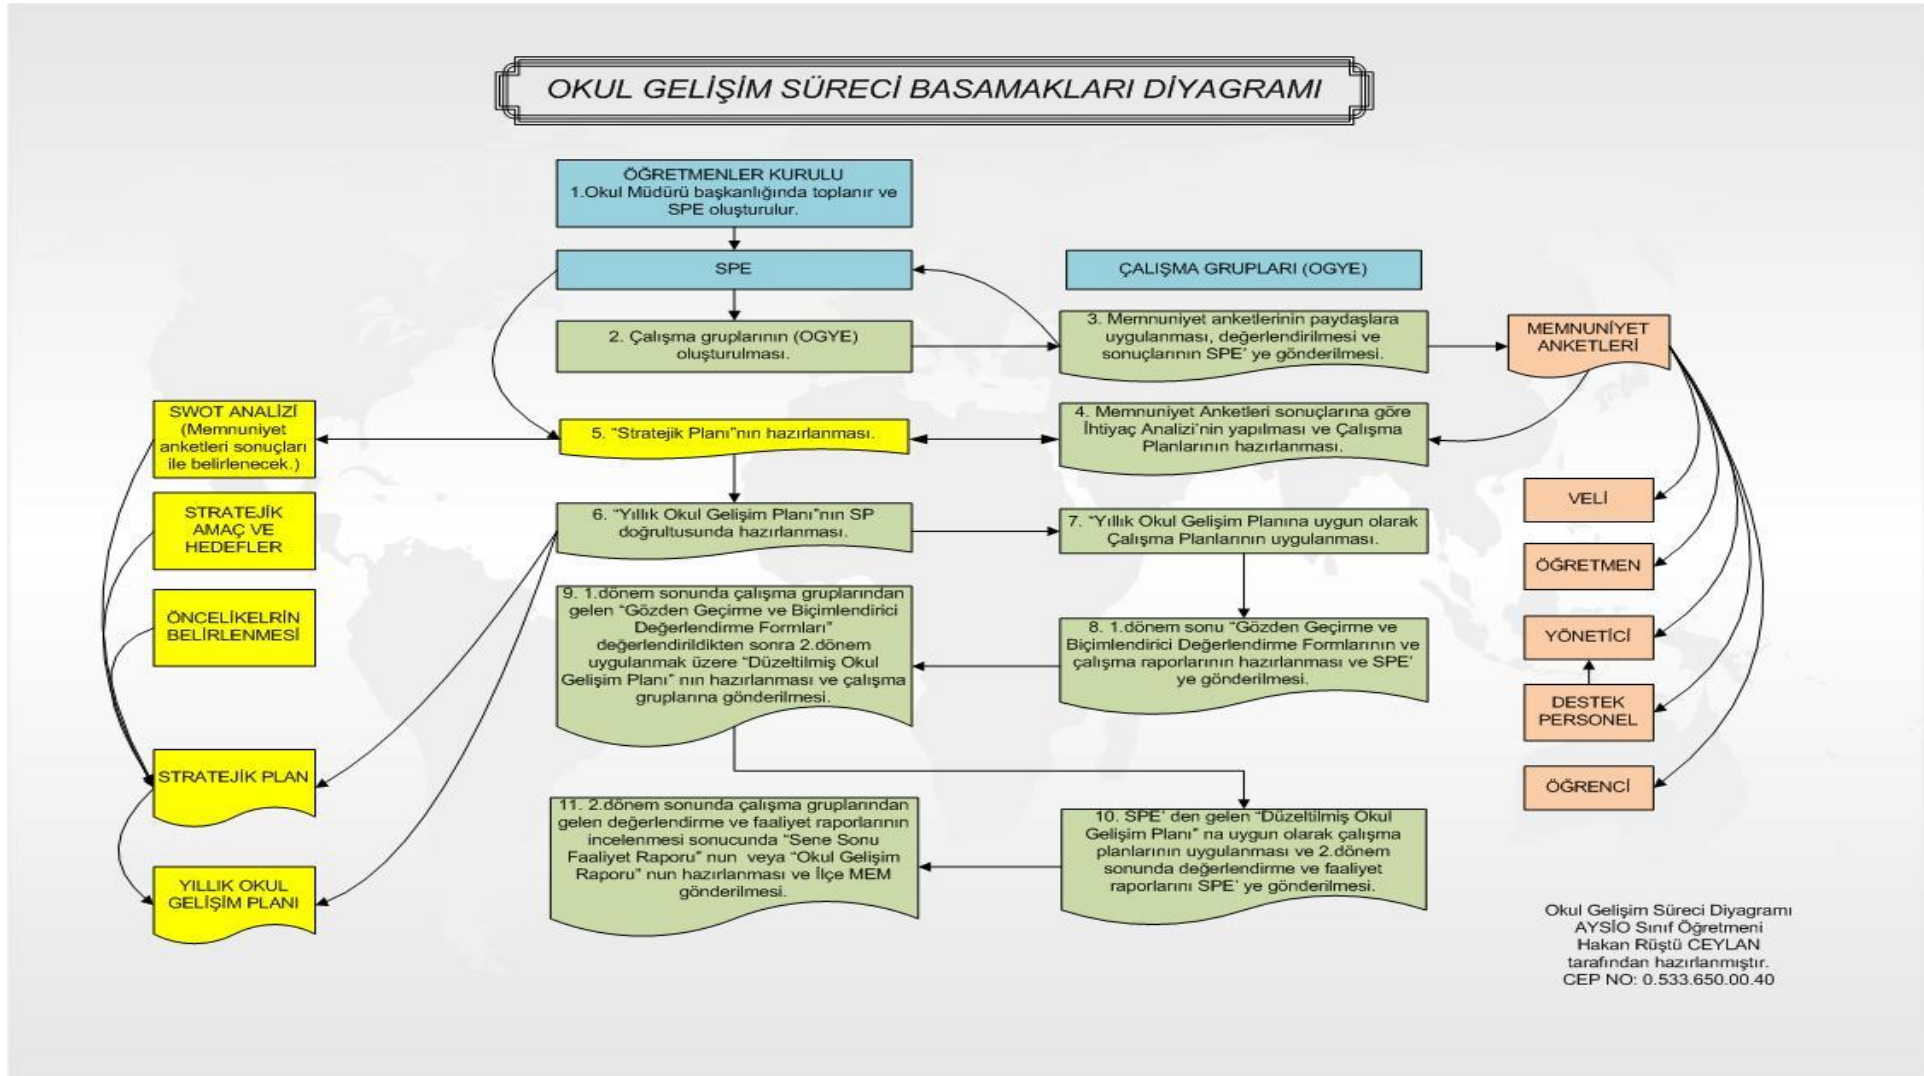 OKUL GELİŞİM SÜRECİ BASAMAKLARI DİYAGRAMI
ÖĞRETMENLER KURULU
1.Okul Müdürü başkanlığında toplanır ve
SPE oluşturulur.
SPE
ÇALIŞMA GRUPLARI (OGYE)
2. Çalışma gruplarının (OGYE)
oluşturulması.
3. Memnuniyet anketlerinin paydaşlara
uygulanması, değerlendirilmesi ve
sonuçlarının SPE' ye gönderilmesi.
MEMNUNİYET
ANKETLERİ
SWOT ANALİZİ
(Memnuniyet
anketleri sonuçları
ile belirlenecek.)
5. “Stratejik Planı”nın hazırlanması.
4. Memnuniyet Anketleri sonuçlarına göre
İhtiyaç Analizi’nin yapılması ve Çalışma
Planlarının hazırlanması.
STRATEJİK
AMAÇ VE
HEDEFLER
6. “Yıllık Okul Gelişim Planı”nın SP
doğrultusunda hazırlanması.
7. “Yıllık Okul Gelişim Planına uygun olarak
Çalışma Planlarının uygulanması.
VELİ
ÖĞRETMEN
YÖNETİCİ
DESTEK
PERSONEL
ÖĞRENCİ
ÖNCELİKELRİN
BELİRLENMESİ
9. 1.dönem sonunda çalışma gruplarından
gelen “Gözden Geçirme ve Biçimlendirici
Değerlendirme Formları”
değerlendirildikten sonra 2.dönem
uygulanmak üzere “Düzeltilmiş Okul
Gelişim Planı” nın hazırlanması ve çalışma
gruplarına gönderilmesi.
8. 1.dönem sonu “Gözden Geçirme ve
Biçimlendirici Değerlendirme Formlarının ve
çalışma raporlarının hazırlanması ve SPE’
ye gönderilmesi.
STRATEJİK PLAN
11. 2.dönem sonunda çalışma gruplarından
gelen değerlendirme ve faaliyet raporlarının
incelenmesi sonucunda “Sene Sonu
Faaliyet Raporu” nun veya “Okul Gelişim
Raporu” nun hazırlanması ve İlçe MEM
gönderilmesi.
10. SPE’ den gelen “Düzeltilmiş Okul
Gelişim Planı” na uygun olarak çalışma
planlarının uygulanması ve 2.dönem
sonunda değerlendirme ve faaliyet
raporlarını SPE’ ye gönderilmesi.
YILLIK OKUL
GELİŞİM PLANI
Okul Gelişim Süreci Diyagramı
AYSİO Sınıf Öğretmeni
Hakan Rüştü CEYLAN
tarafından hazırlanmıştır.
CEP NO: 0.533.650.00.40